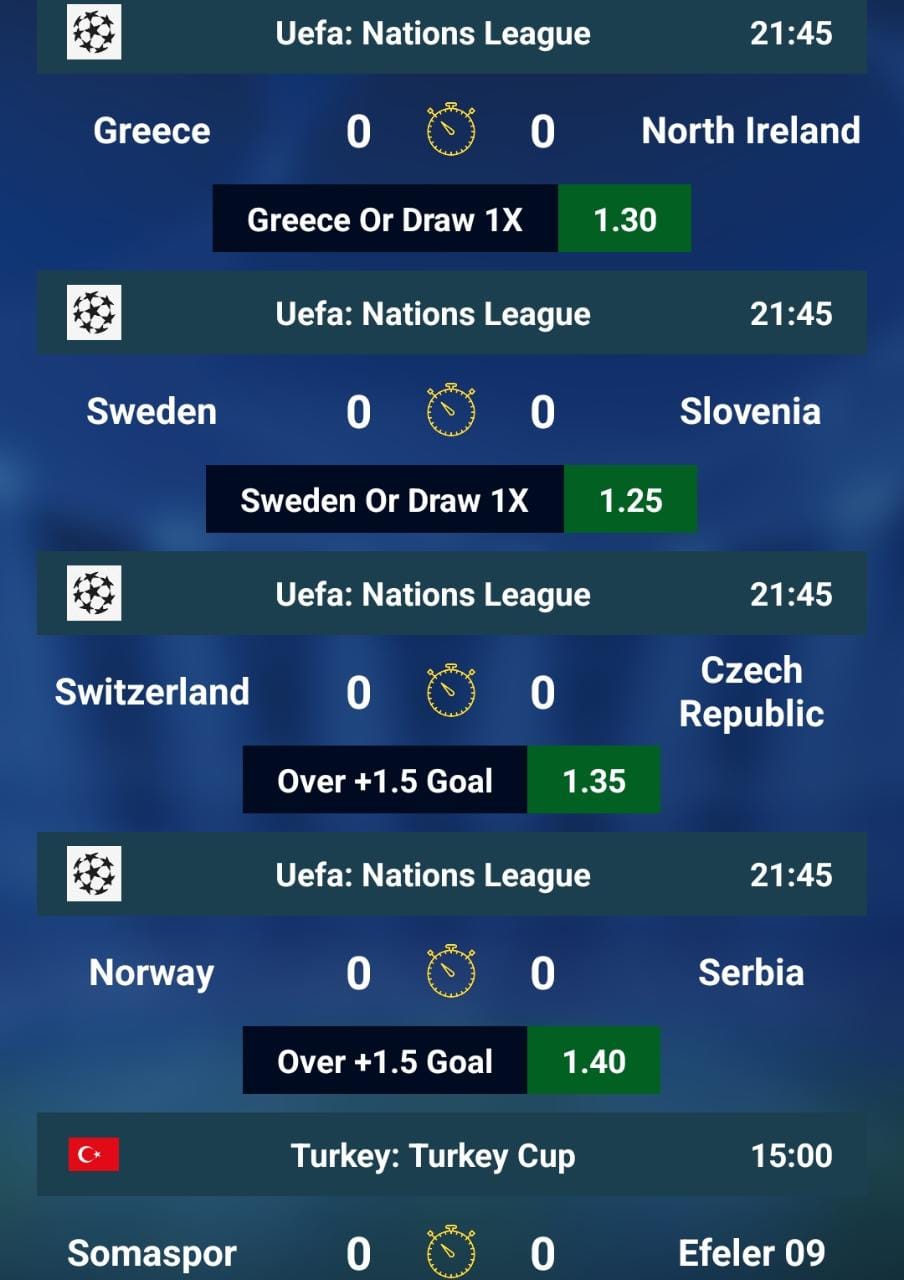 Uefa: Nations League 21:45
Greece 0 0 North Ireland
Greece Or Draw 1X 1.30
Uefa: Nations League 21:45
Sweden 0 0 Slovenia
Sweden Or Draw 1X 1.25
Uefa: Nations League 21:45
Switzerland 0 0 Czech
Republic
Over +1.5 Goal 1.35
Uefa: Nations League 21:45
Norway 0 0 Serbia
Over +1.5 Goal 1.40
Turkey: Turkey Cup 15:00
Somaspor 0 0 Efeler 09